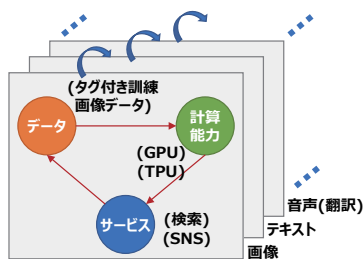 (タグ付き訓練
画像データ)
データ
計算
能力
(GPU)
(TPU)
サービス
(検索)
(SNS)
音声(翻訳)
テキスト
画像